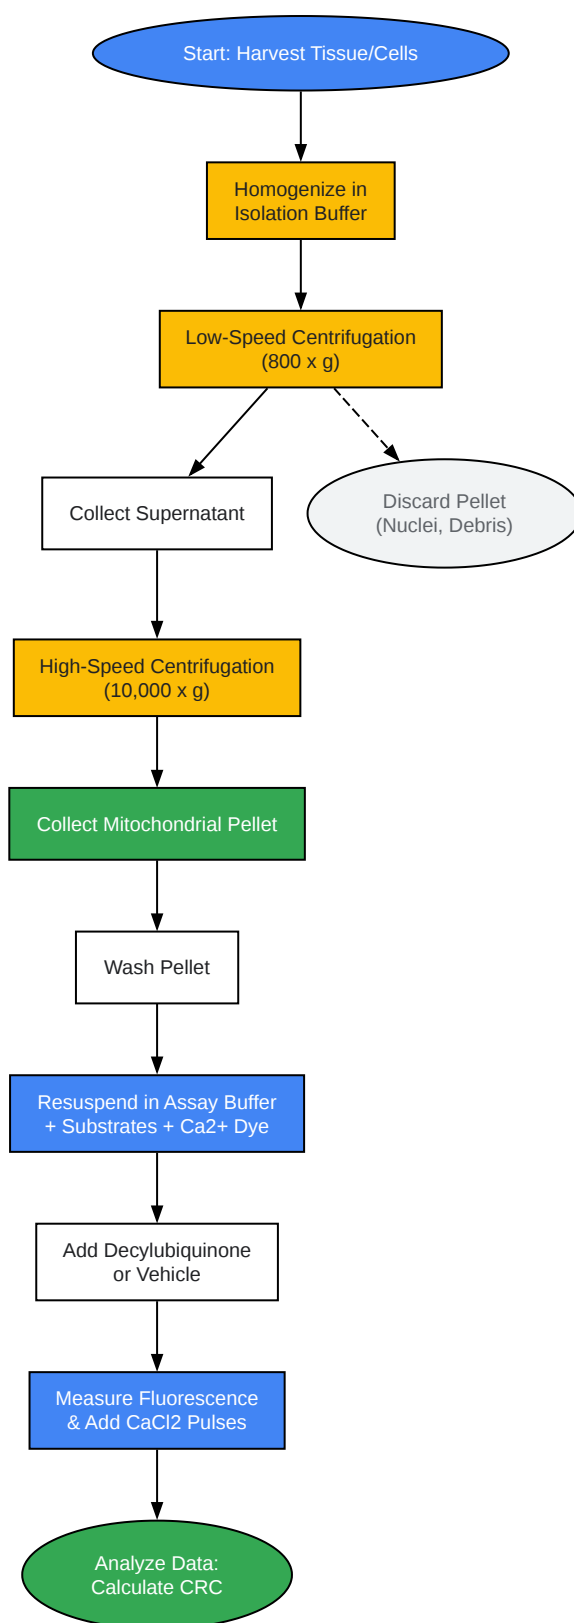 Start: Harvest Tissue/Cells
Homogenize in
Isolation Buffer
Low-Speed Centrifugation
(800 x g)
Collect Supernatant
Discard Pellet
(Nuclei, Debris)
High-Speed Centrifugation
(10,000 x g)
Collect Mitochondrial Pellet
Wash Pellet
Resuspend in Assay Buffer
+ Substrates + Ca2+ Dye
Add Decylubiquinone
or Vehicle
Measure Fluorescence
& Add CaCl2 Pulses
Analyze Data:
Calculate CRC